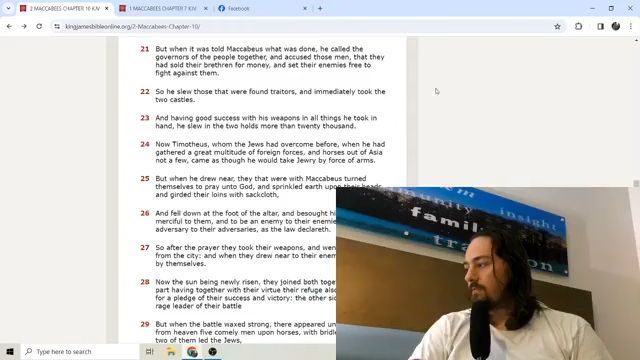 2 MACCABEES CHAPTER 10 KJV
1 MACCABEES CHAPTER 7 KJV
Facebook
kingjamesbibleonline.org/2-Maccabees-Chapter-10/
21 But when it was told Maccabeus what was done, he called the
governors of the people together, and accused those men, that they
had sold their brethren for money, and set their enemies free to
fight against them.
22 So he slew those that were found traitors, and immediately took the
two castles.
23 And having good success with his weapons in all things he took in
hand, he slew in the two holds more than twenty thousand.
24 Now Timotheus, whom the Jews had overcome before, when he had
gathered a great multitude of foreign forces, and horses out of Asia
not a few, came as though he would take Jewry by force of arms.
25 But when he drew near, they that were with Maccabeus turned
themselves to pray unto God, and sprinkled earth upon their heads,
and girded their loins with sackcloth,
26 And fell down at the foot of the altar, and besought hi
merciful to them, and to be an enemy to their enemie
adversary to their adversaries, as the law declareth.
27 So after the prayer they took their weapons, and wen
from the city: and when they drew near to their ene
by themselves.
28 Now the sun being newly risen, they joined both toge
part having together with their virtue their refuge also
for a pledge of their success and victory: the other sid
rage leader of their battle
29 But when the battle waxed strong, there appeared un
from heaven five comely men upon horses, with bridle
two of them led the Jews,
insight
unity
family
tradition
Type here to search